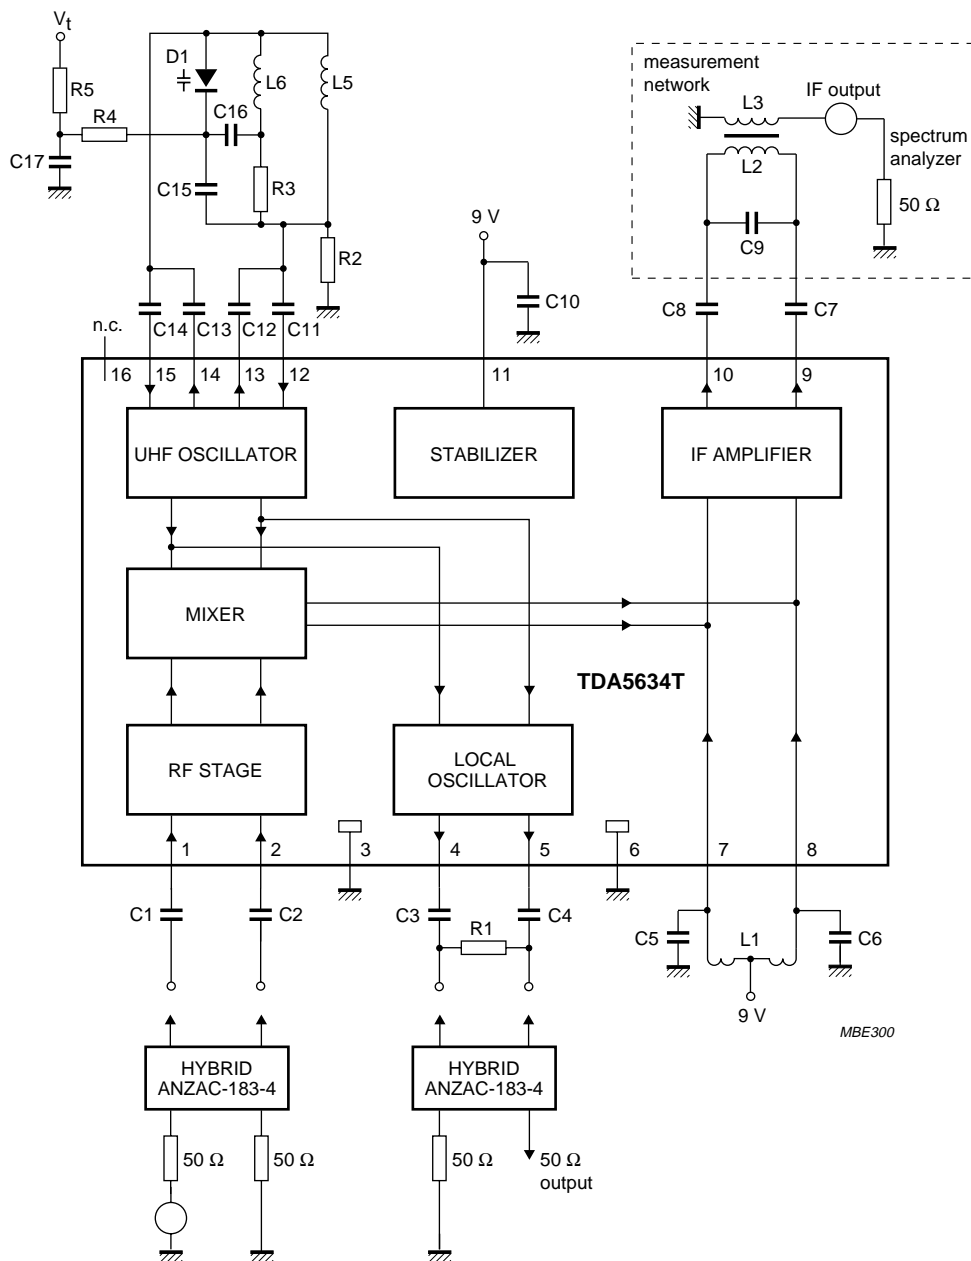 Vt
D1
R5
R4
L6
L5
C16
C17
C15
R3
R2
measurement
network
L3
IF output
spectrum
analyzer
L2
50 Ω
C9
9 V
C10
C8
C7
n.c.
C14
C13
C12
C11
16
15
14
13
12
11
10
9
UHF OSCILLATOR
STABILIZER
IF AMPLIFIER
MIXER
TDA5634T
RF STAGE
LOCAL
OSCILLATOR
1
2
3
4
5
6
7
8
C1
C2
C3
R1
C4
C5
L1
C6
9 V
MBE300
HYBRID
ANZAC-183-4
HYBRID
ANZAC-183-4
50 Ω
50 Ω
50 Ω
50 Ω
output